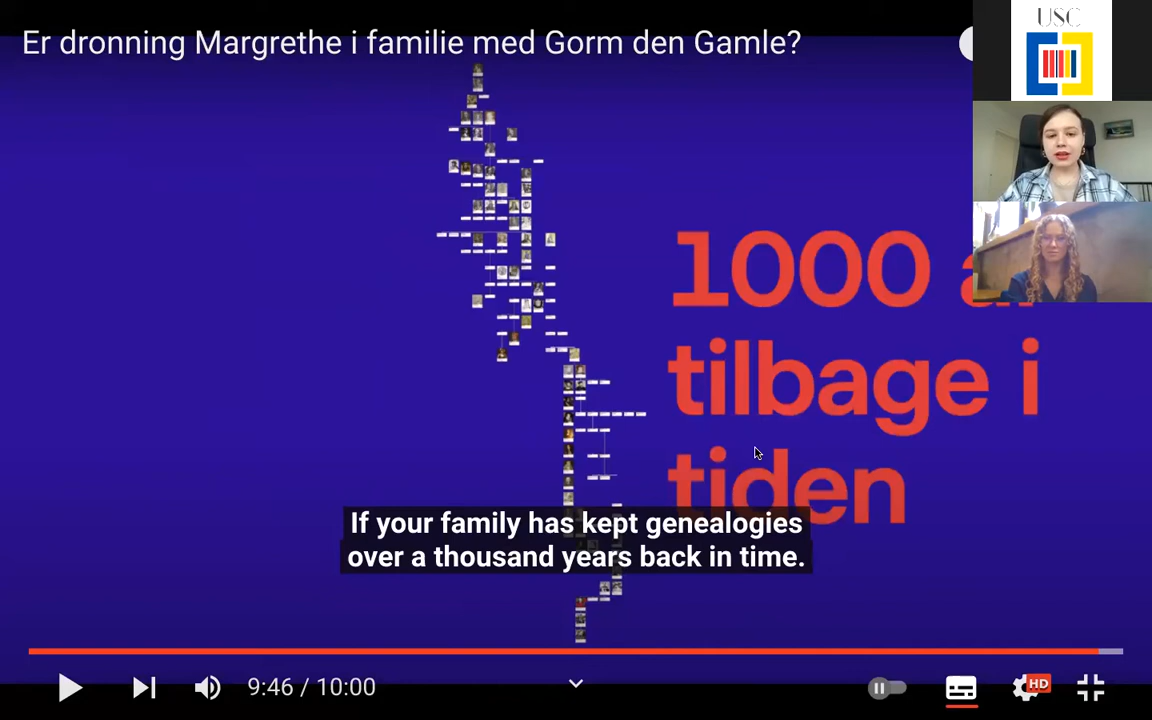 Er dronning Margrethe i familie med Gorm den Gamle?
USC
1000 
tilbage i
tiden
If your family has kept genealogies
over a thousand years back in time.
9:46 / 10:00
HD